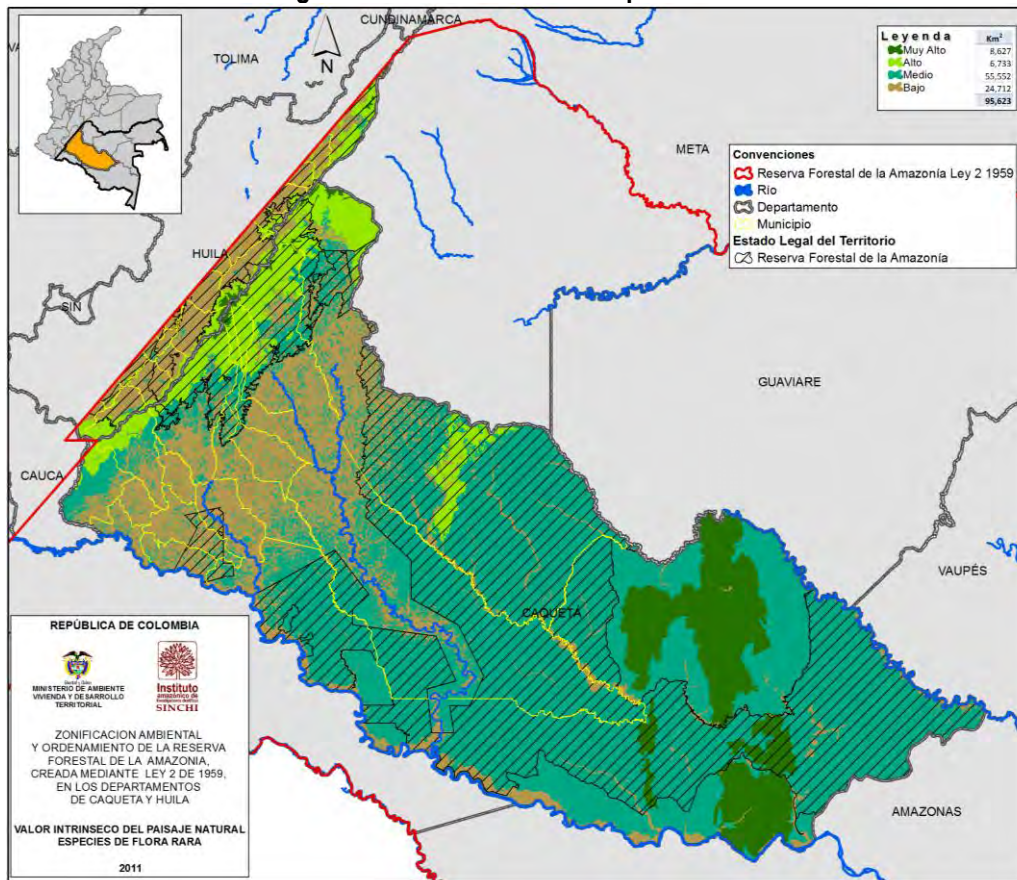 CUNDINAMARCA
TOLIMA
N
META
HUILA
SIN
GUAVIARE
CAUCA
CAQUETA
VAUPÉS
AMAZONAS
Leyenda Km²
Muy Alto 8,627
Alto 6,733
Medio 55,552
Bajo 24,712
95,623
Convenciones
Reserva Forestal de la Amazonía Ley 2 1959
Río
Departamento
Municipio
Estado Legal del Territorio
Reserva Forestal de la Amazonía
REPÚBLICA DE COLOMBIA
MINISTERIO DE AMBIENTE
VIVIENDA Y DESARROLLO
TERRITORIAL
Instituto
SINCHI
ZONIFICACION AMBIENTAL
Y ORDENAMIENTO DE LA RESERVA
FORESTAL DE LA AMAZONIA,
CREADA MEDIANTE LEY 2 DE 1959,
EN LOS DEPARTAMENTOS
DE CAQUETA Y HUILA
VALOR INTRINSECO DEL PAISAJE NATURAL
ESPECIES DE FLORA RARA
2011